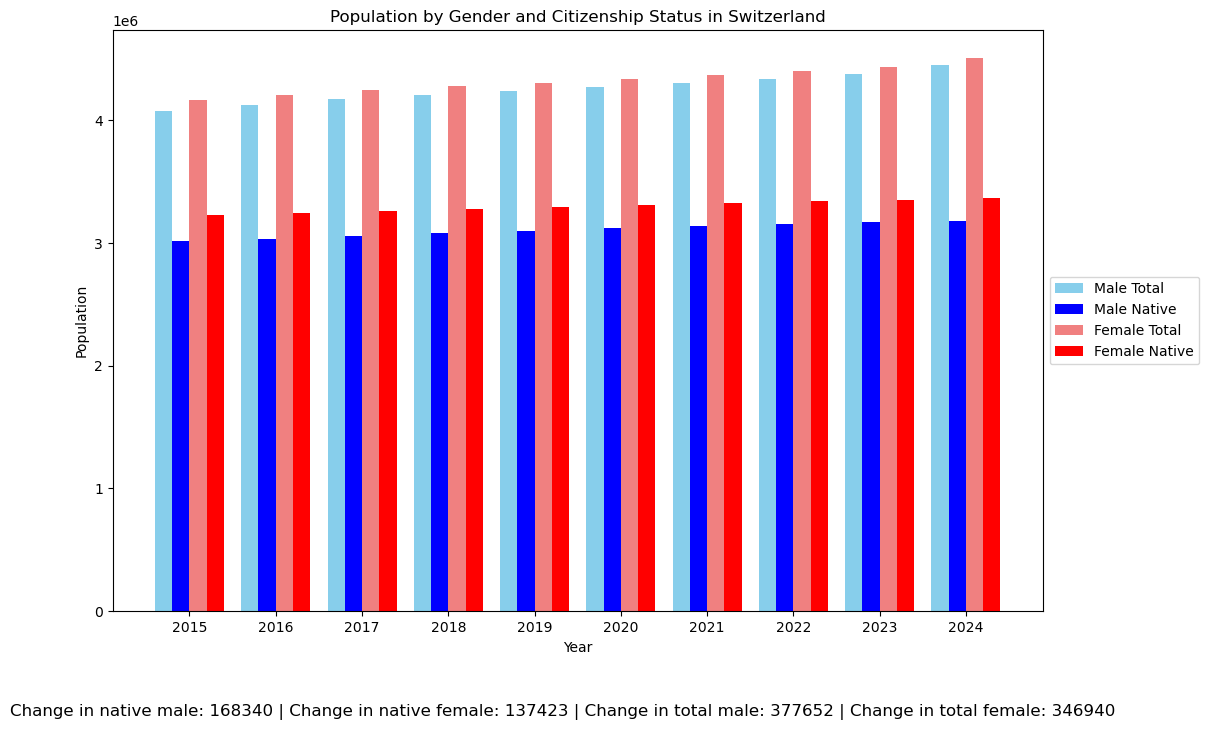 Population by Gender and Citizenship Status in Switzerland
1e6
4
3
2
1
0
Population
2015 2016 2017 2018 2019 2020 2021 2022 2023 2024
Year
Male Total
Male Native
Female Total
Female Native
Change in native male: 168340 | Change in native female: 137423 | Change in total male: 377652 | Change in total female: 346940